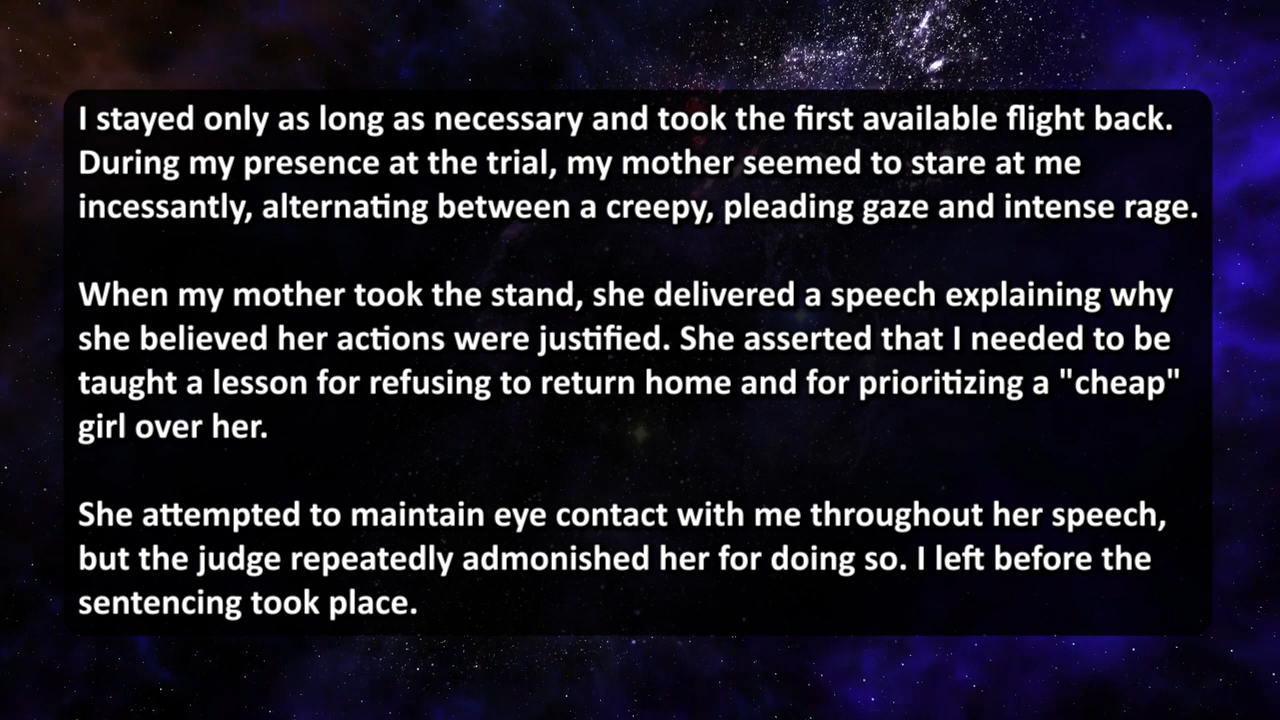 I stayed only as long as necessary and took the first available flight back.
During my presence at the trial, my mother seemed to stare at me
incessantly, alternating between a creepy, pleading gaze and intense rage.
When my mother took the stand, she delivered a speech explaining why
she believed her actions were justified. She asserted that I needed to be
taught a lesson for refusing to return home and for prioritizing a "cheap"
girl over her.
She attempted to maintain eye contact with me throughout her speech,
but the judge repeatedly admonished her for doing so. I left before the
sentencing took place.